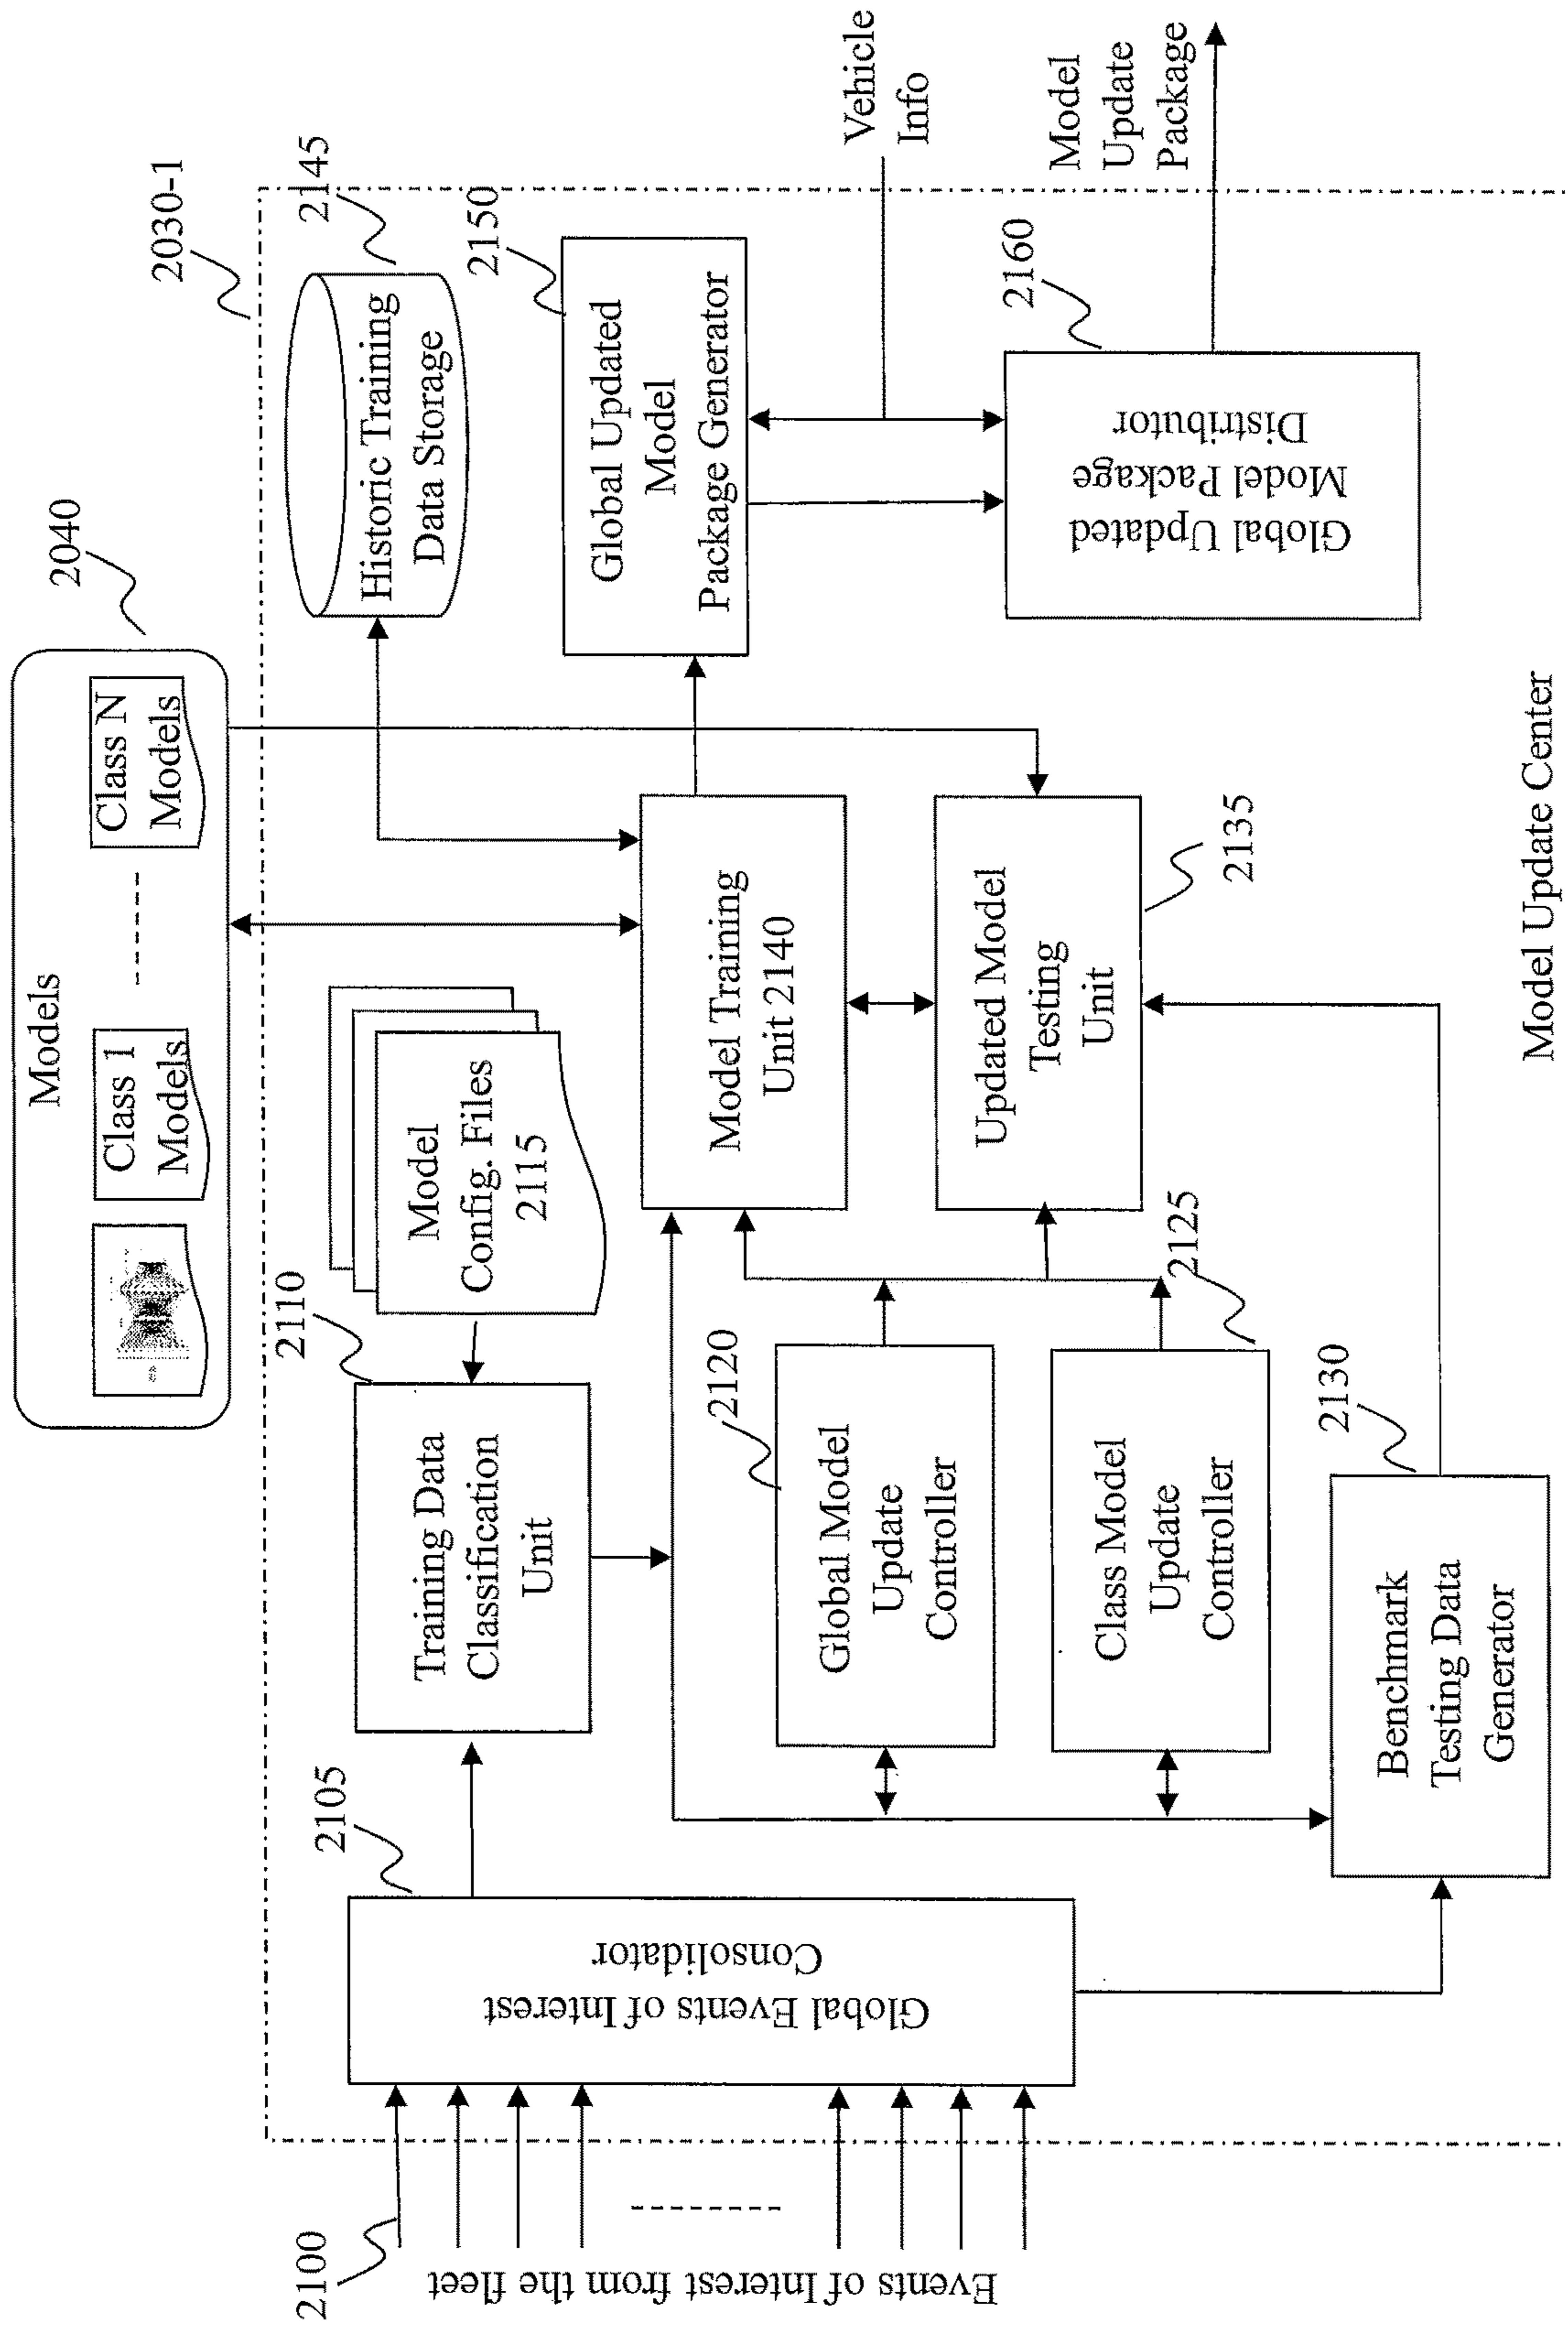 2040
Models
Class 1
Models
Class N
Models
2030-1
2100
Events of Interest from the fleet
2105
Global Events of Interest
Consolidator
2110
Training Data
Classification
Unit
Model
Config. Files
2115
Historic Training
Data Storage
2145
2120
Global Model
Update
Controller
Class Model
Update
Controller
2125
Model Training
Unit 2140
Updated Model
Testing
Unit
2135
2150
Global Updated
Model
Package Generator
Vehicle
Info
2160
Global Updated
Model Package
Distributor
Model
Update
Package
2130
Benchmark
Testing Data
Generator
Model Update Center